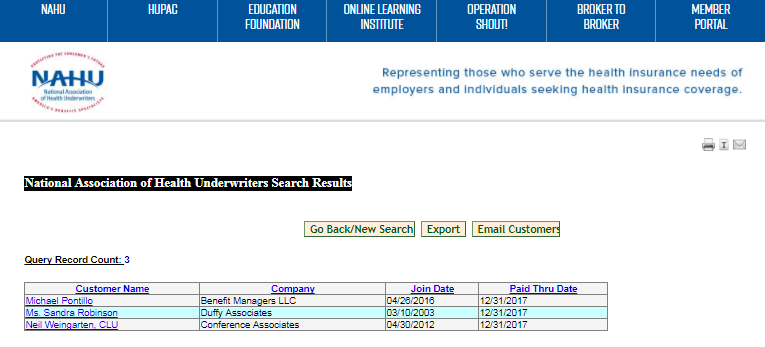 NAHU HUPAC EDUCATION FOUNDATION ONLINE LEARNING INSTITUTE OPERATION SHOUT! BROKER TO BROKER MEMBER PORTAL
PROTECTING THE CONSUMER'S FUTURE
NAHU
National Association
of Health Underwriters
AMERICA'S BENEFITS SPECIALISTS
Representing those who serve the health insurance needs of
employers and individuals seeking health insurance coverage.
National Association of Health Underwriters Search Results
Go Back/New Search Export Email Customers
Query Record Count: 3
Customer Name Company Join Date Paid Thru Date
Michael Pontillo Benefit Managers LLC 04/26/2016 12/31/2017
Ms. Sandra Robinson Duffy Associates 03/10/2003 12/31/2017
Neil Weingarten, CLU Conference Associates 04/30/2012 12/31/2017